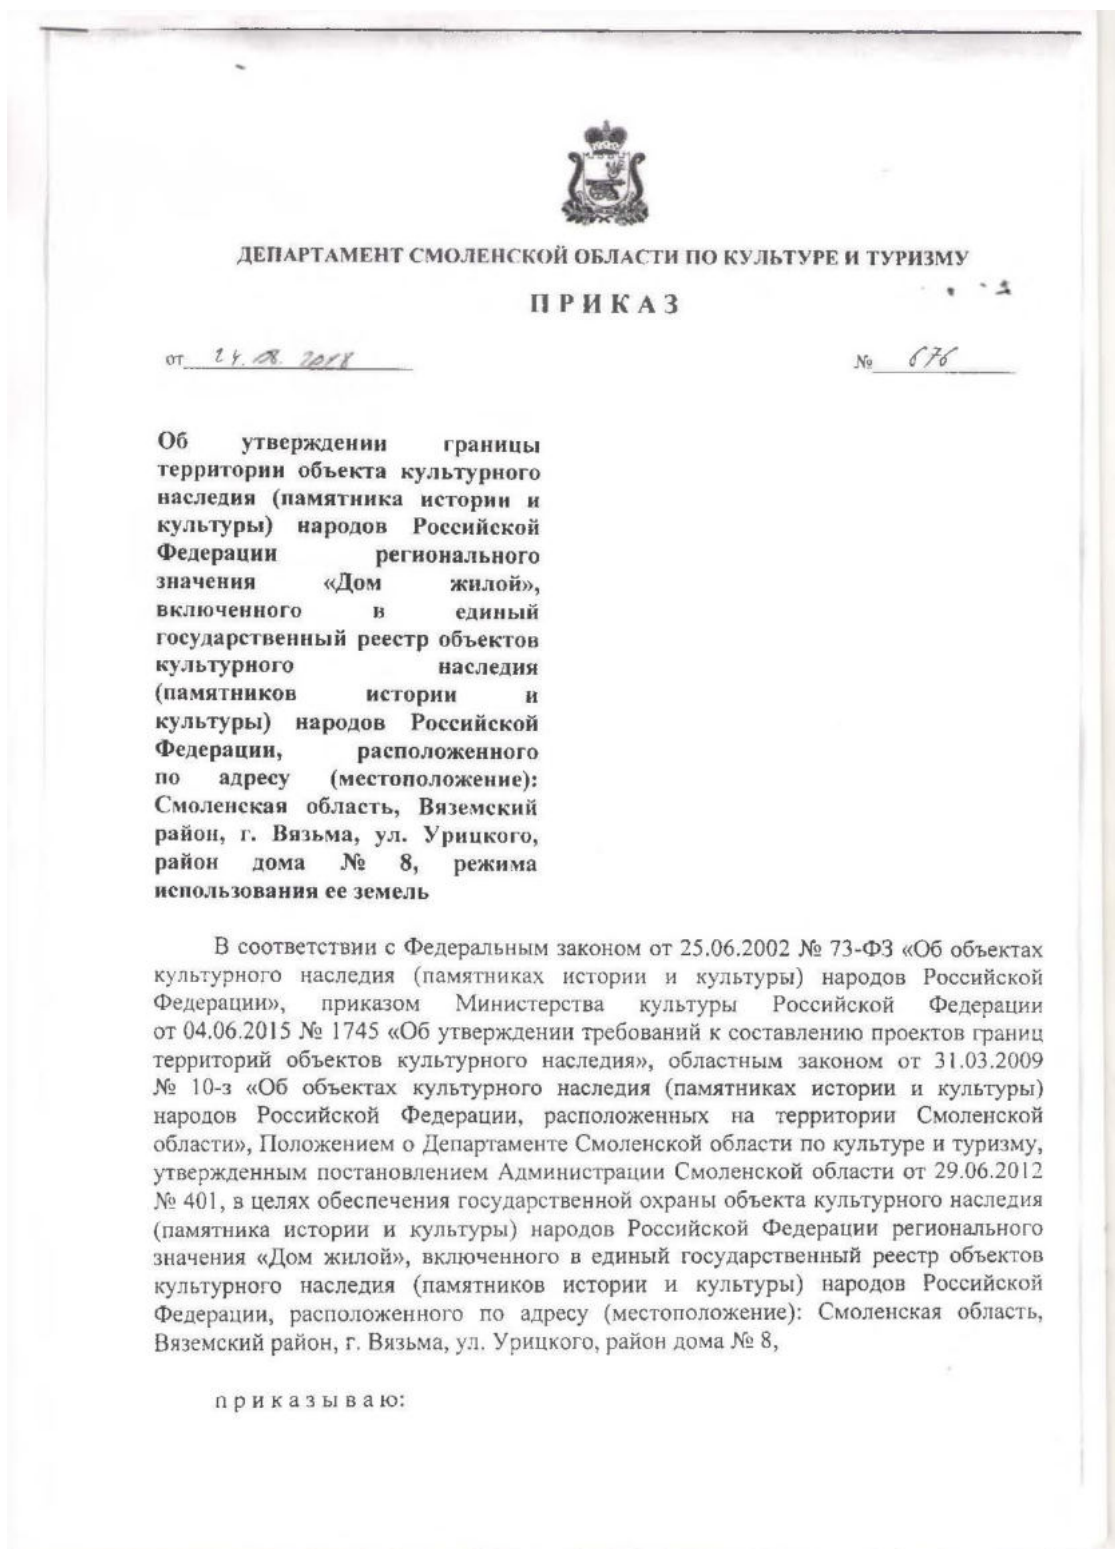 ДЕПАРТАМЕНТ СМОЛЕНСКОЙ ОБЛАСТИ ПО КУЛЬТУРЕ И ТУРИЗМУ
П Р И К А З
от 24.08.2018 № 676
Об утверждении границы
территории объекта культурного
наследия (памятника истории и
культуры) народов Российской
Федерации регионального
значения «Дом жилой»,
включенного в единый
государственный реестр объектов
культурного наследия
(памятников истории и
культуры) народов Российской
Федерации, расположенного
по адресу (местоположение):
Смоленская область, Вяземский
район, г. Вязьма, ул. Урицкого,
район дома № 8, режима
использования ее земель
В соответствии с Федеральным законом от 25.06.2002 № 73-ФЗ «Об объектах
культурного наследия (памятниках истории и культуры) народов Российской
Федерации», приказом Министерства культуры Российской Федерации
от 04.06.2015 № 1745 «Об утверждении требований к составлению проектов границ
территорий объектов культурного наследия», областным законом от 31.03.2009
№ 10-з «Об объектах культурного наследия (памятниках истории и культуры)
народов Российской Федерации, расположенных на территории Смоленской
области», Положением о Департаменте Смоленской области по культуре и туризму,
утвержденным постановлением Администрации Смоленской области от 29.06.2012
№ 401, в целях обеспечения государственной охраны объекта культурного наследия
(памятника истории и культуры) народов Российской Федерации регионального
значения «Дом жилой», включенного в единый государственный реестр объектов
культурного наследия (памятников истории и культуры) народов Российской
Федерации, расположенного по адресу (местоположение): Смоленская область,
Вяземский район, г. Вязьма, ул. Урицкого, район дома № 8,
п р и к а з ы в а ю: